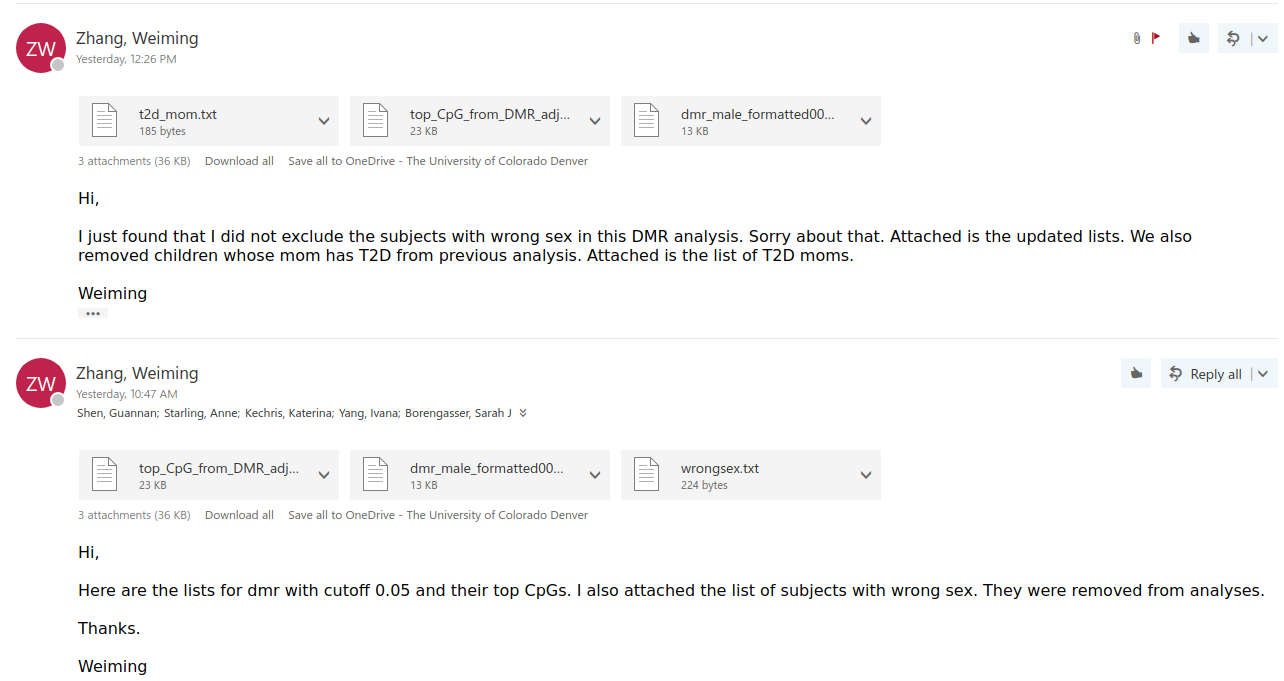 ZW
Zhang, Weiming
Yesterday, 12:26 PM
t2d_mom.txt
185 bytes
top_CpG_from_DMR_adj...
23 KB
dmr_male_formatted00...
13 KB
3 attachments (36 KB) Download all Save all to OneDrive - The University of Colorado Denver
Hi,
I just found that I did not exclude the subjects with wrong sex in this DMR analysis. Sorry about that. Attached is the updated lists. We also
removed children whose mom has T2D from previous analysis. Attached is the list of T2D moms.
Weiming
ZW
Zhang, Weiming
Reply all
Yesterday, 10:47 AM
Shen, Guannan; Starling, Anne; Kechris, Katerina; Yang, Ivana; Borengasser, Sarah J
top_CpG_from_DMR_adj...
23 KB
dmr_male_formatted00...
13 KB
wrongsex.txt
224 bytes
3 attachments (36 KB) Download all Save all to OneDrive - The University of Colorado Denver
Hi,
Here are the lists for dmr with cutoff 0.05 and their top CpGs. I also attached the list of subjects with wrong sex. They were removed from analyses.
Thanks.
Weiming